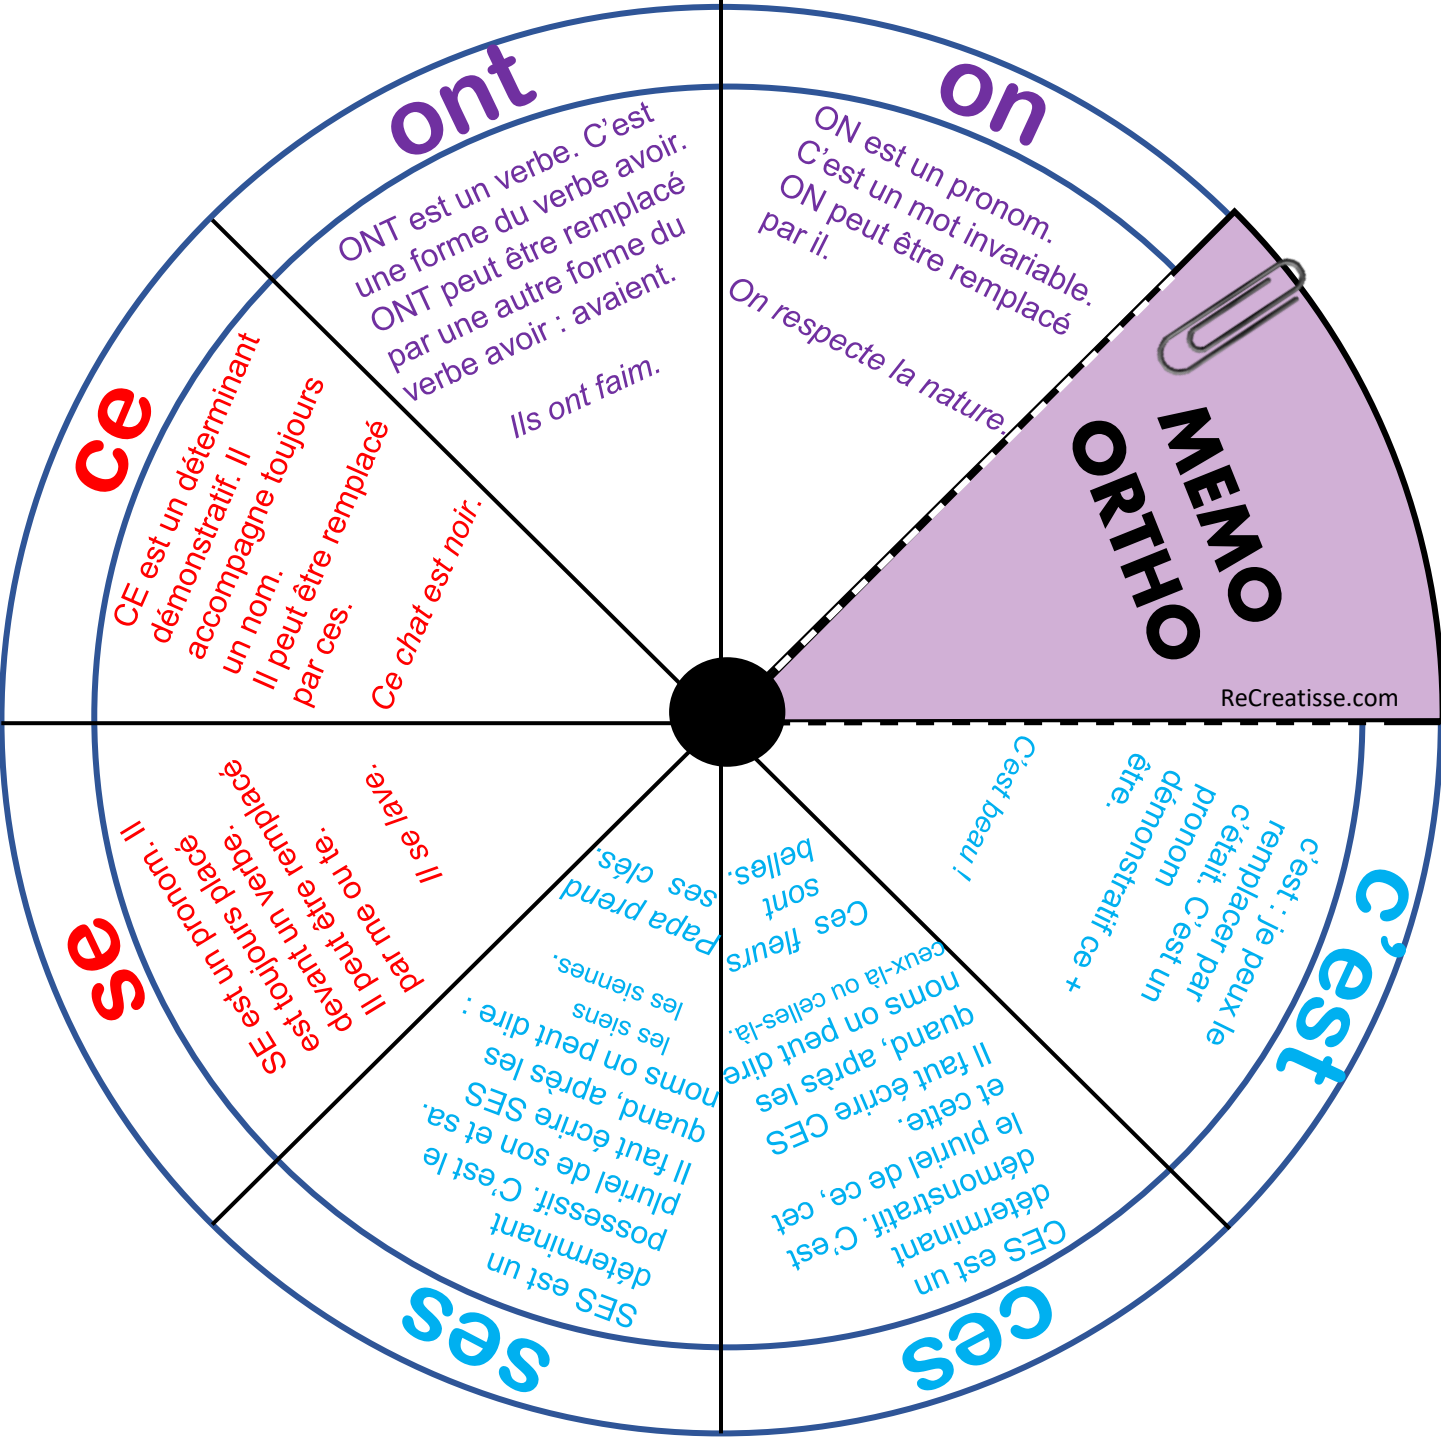 ont
ONT est un verbe. C’est
une forme du verbe avoir.
ONT peut être remplacé
par une autre forme du
verbe avoir : avaient.
Ils ont faim.
on
ON est un pronom.
C’est un mot invariable.
ON peut être remplacé
par il.
On respecte la nature.
MEMO
ORTHO
ReCreatisse.com
c’est
c’est : je peux le
remplacer par
c’était. C’est un
pronom
démonstratif ce +
être.
C’est beau !
ces
CES est un
déterminant
démonstratif. C’est
le pluriel de ce, cet
et cette.
Il faut écrire CES
quand, après les
noms on peut dire
ceux-là ou celles-là.
Ces fleurs
sont
belles.
ses
SES est un
déterminant
possessif. C’est le
pluriel de son et sa.
Il faut écrire SES
quand, après les
noms on peut dire :
les siens
les siennes.
Papa prend
ses clés.
se
SE est un pronom. Il
est toujours placé
devant un verbe.
Il peut être remplacé
par me ou te.
Il se lave.
ce
CE est un déterminant
démonstratif. Il
accompagne toujours
un nom.
Il peut être remplacé
par ces.
Ce chat est noir.